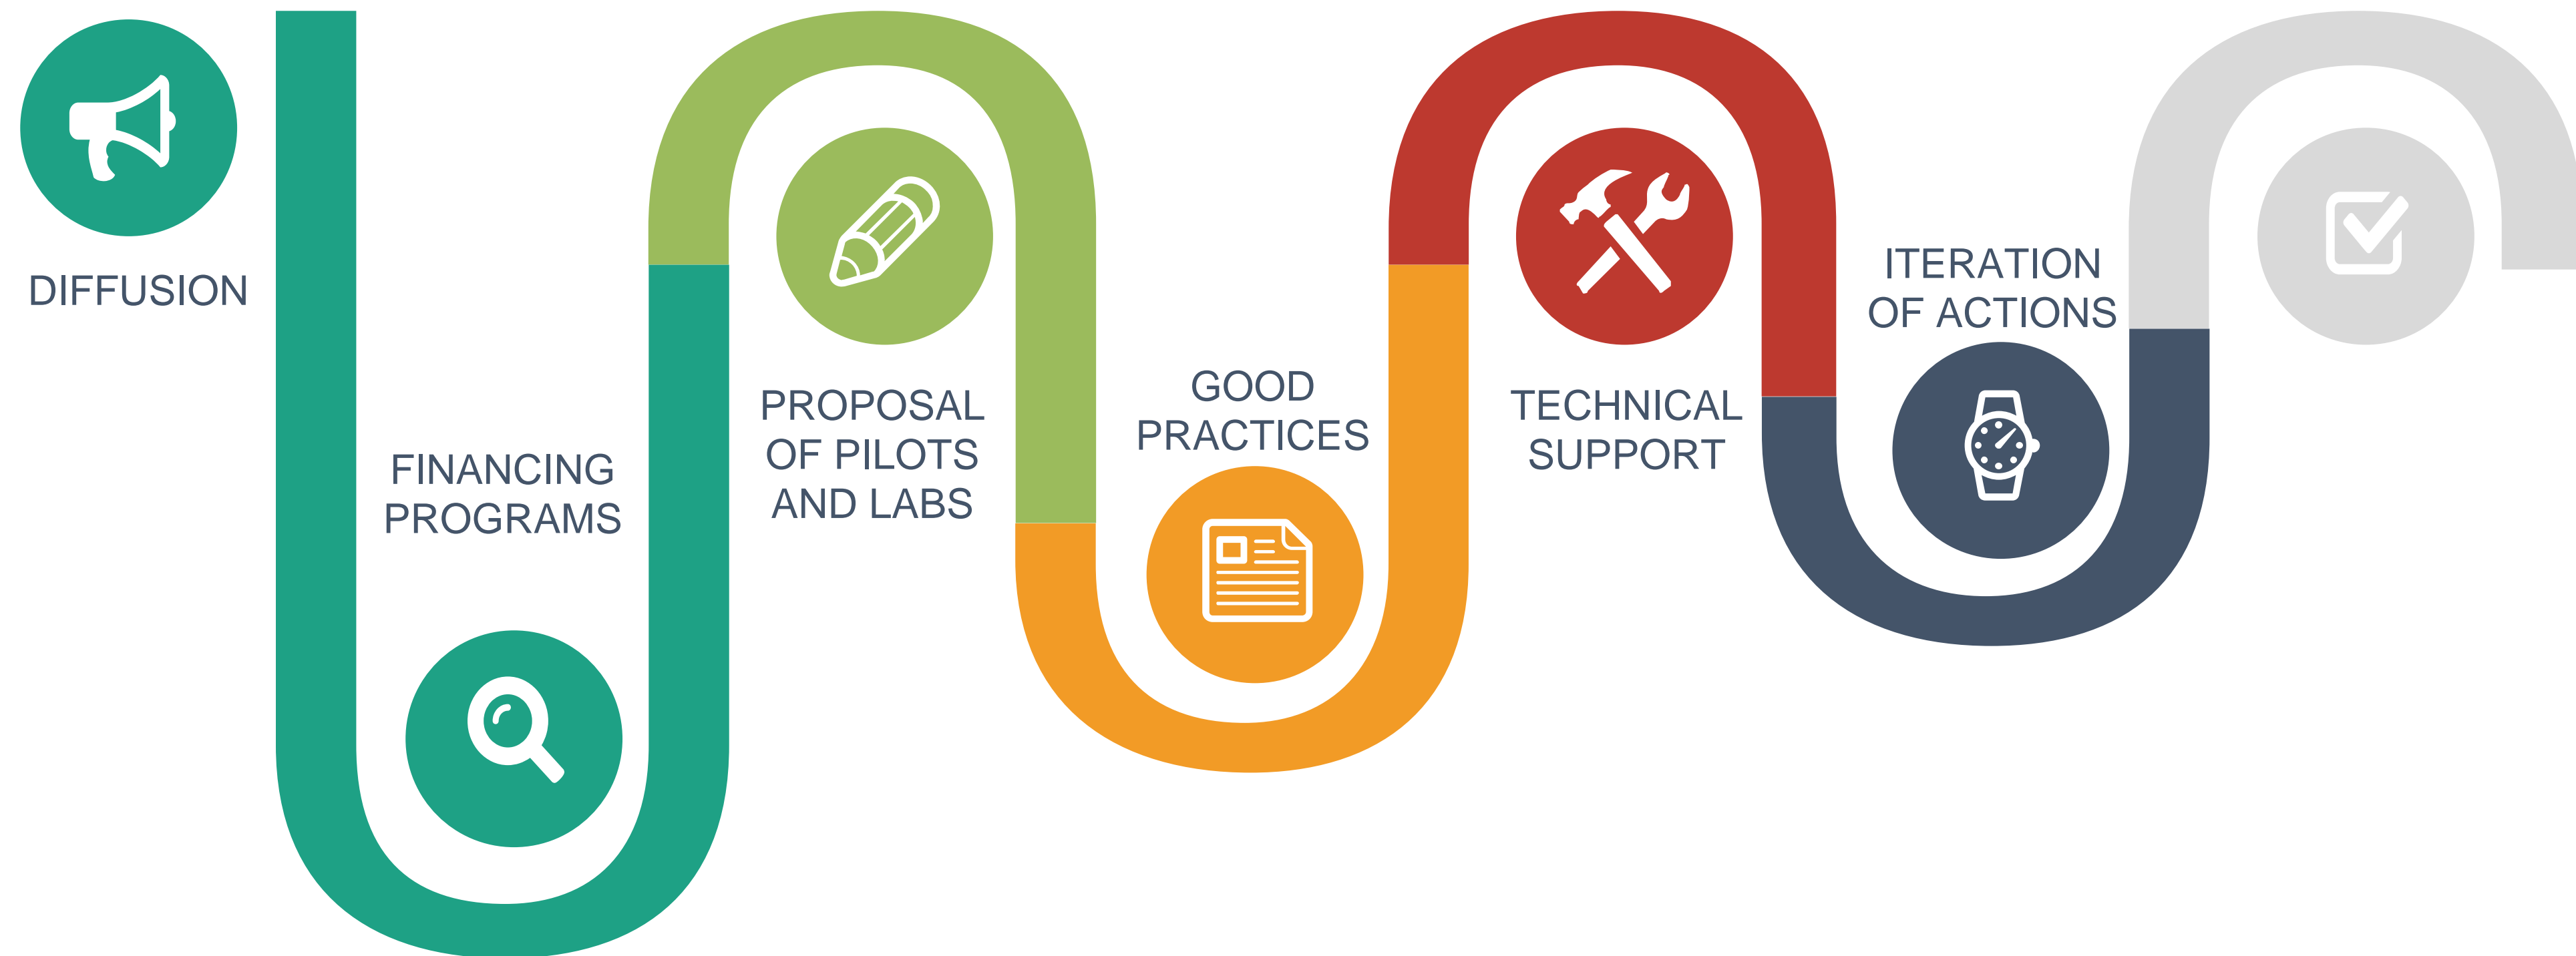 DIFFUSION
FINANCING
PROGRAMS
PROPOSAL
OF PILOTS
AND LABS
GOOD
PRACTICES
TECHNICAL
SUPPORT
ITERATION
OF ACTIONS